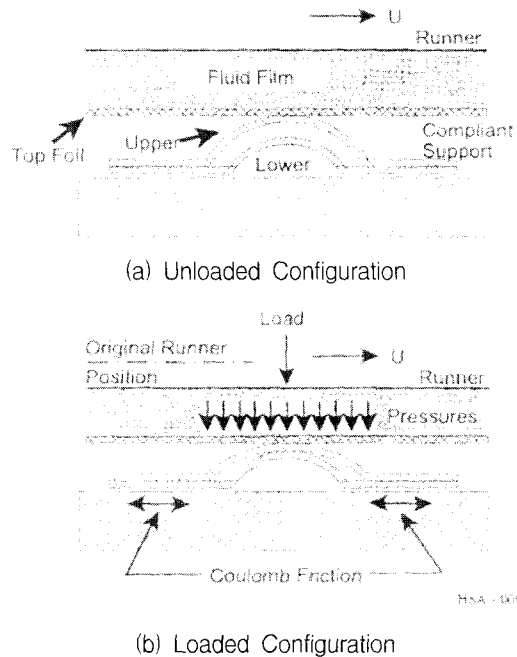 U
Runner
Fluid Film
Top Foil
Upper
Compliant
Support
Lower
(a) Unloaded Configuration
Load
Original Runner
Position
U
Runner
Pressures
Coulomb Friction
(b) Loaded Configuration